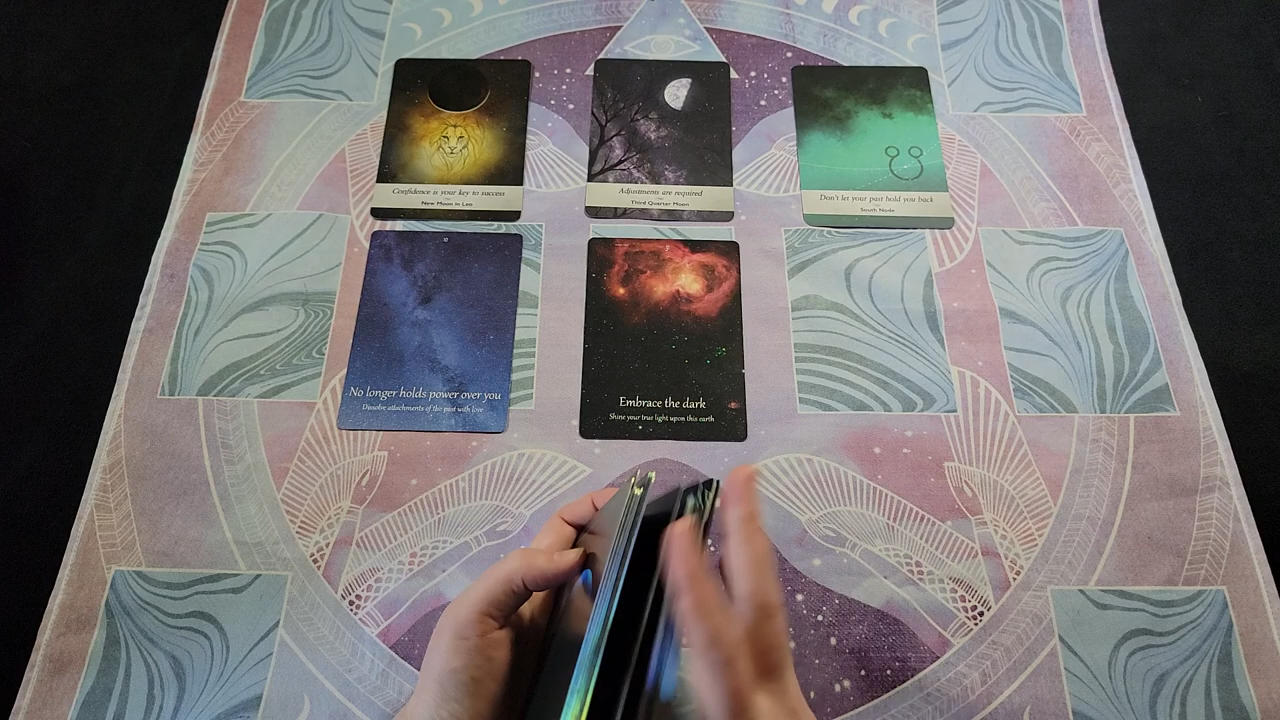 Confidence is your key to success
New Moon in Leo
Adjustments are required
Third Quarter Moon
Don't let your past hold you back
South Node
10
No longer holds power over you
Dissolve attachments of the past with love
Embrace the dark
Shine your true light upon this earth